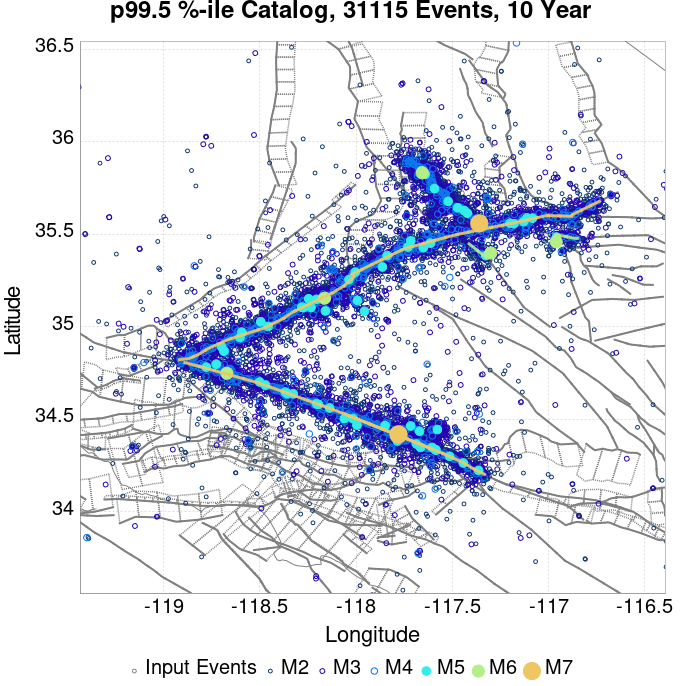 p99.5 %-ile Catalog, 31115 Events, 10 Year
36.5
36
35.5
35
34.5
34
Latitude
-119 -118.5 -118 -117.5 -117 -116.5
Longitude
Input Events M2 M3 M4 M5 M6 M7